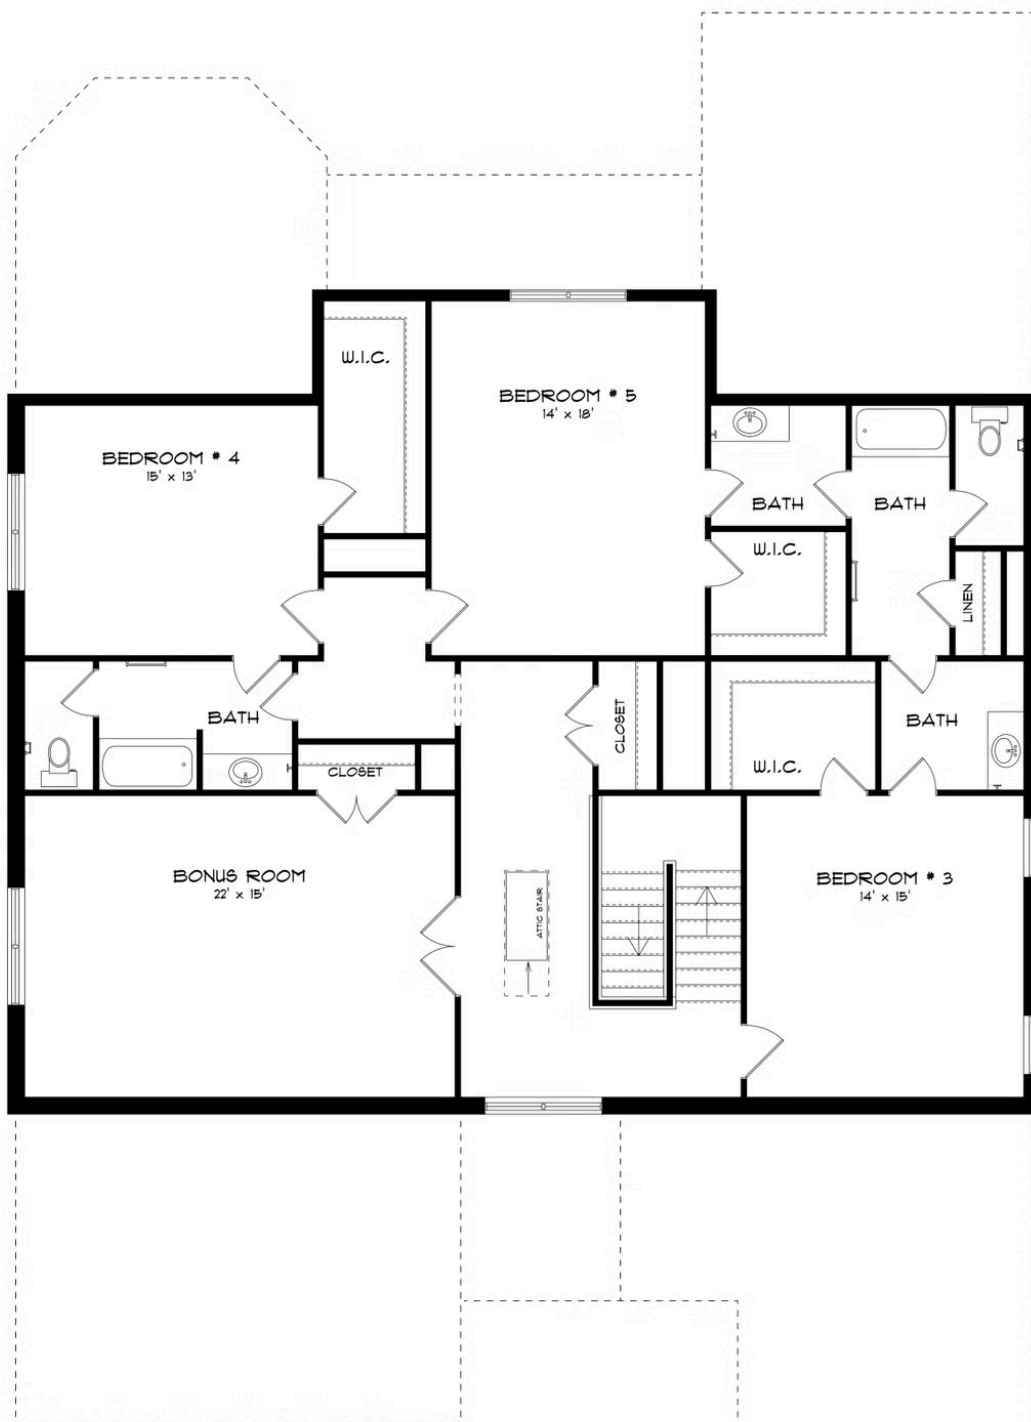 W.I.C.
BEDROOM # 5
14' x 18'
BEDROOM # 4
15' x 13'
BATH
BATH
W.I.C.
LINEN
BATH
CLOSET
BATH
W.I.C.
CLOSET
BONUS ROOM
22' x 15'
BEDROOM # 3
14' x 15'
ATTIC STAIR